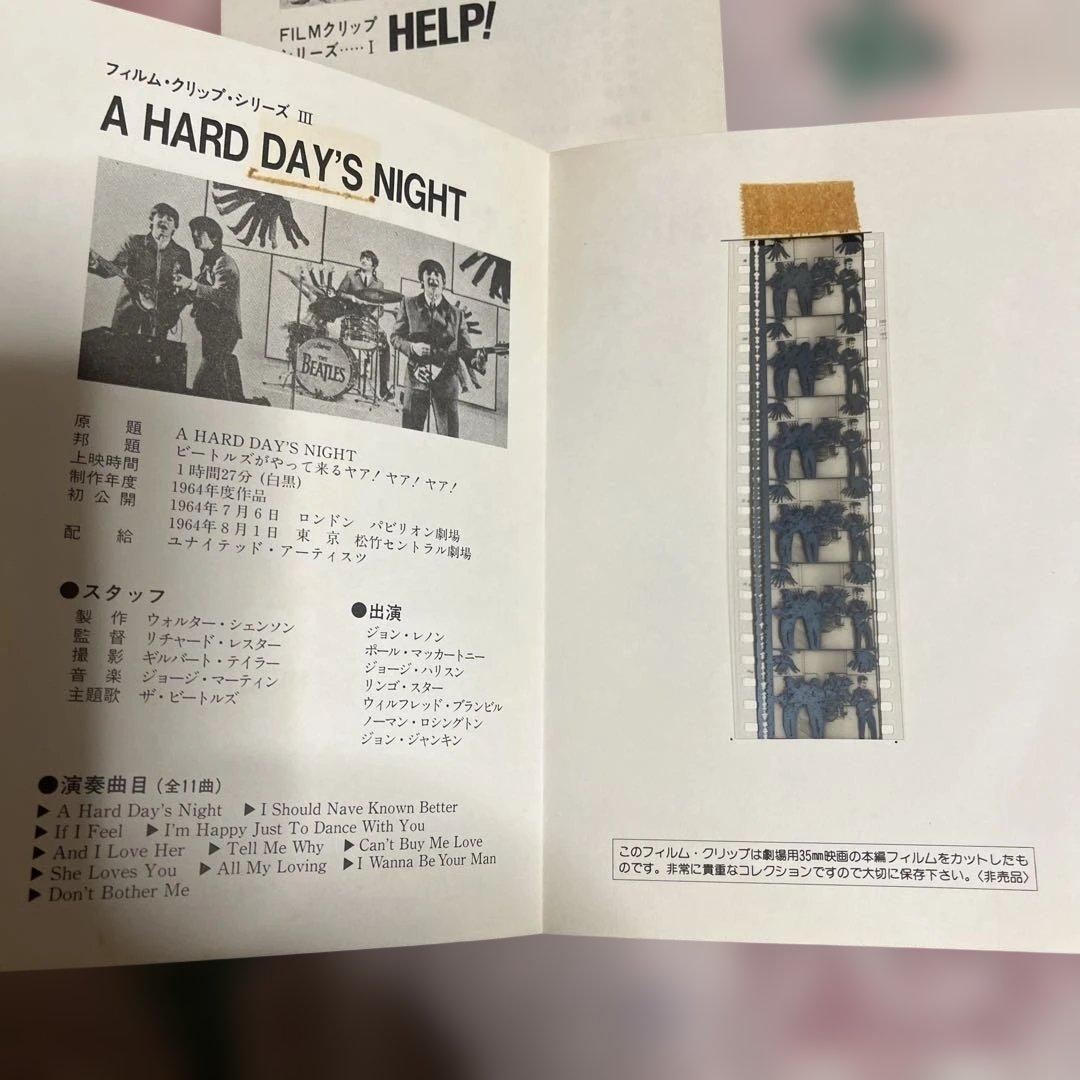 FILMクリップ
シリーズ‥‥‥I HELP!
フィルム・クリップ・シリーズ III
A HARD DAY'S NIGHT
THE
BEATLES
原題 A HARD DAY'S NIGHT
邦題 ビートルズがやって来るヤア!ヤア!ヤア!
上映時間 1時間27分(白黒)
制作年度 1964年度作品
初公開 1964年7月6日 ロンドン パビリオン劇場
1964年8月1日 東京 松竹セントラル劇場
配給 ユナイテッド・アーティスツ
●スタッフ
製作 ウォルター・シェンソン
監督 リチャード・レスター
撮影 ギルバート・テイラー
音楽 ジョージ・マーティン
主題歌 ザ・ビートルズ
●出演
ジョン・レノン
ポール・マッカートニー
ジョージ・ハリスン
リンゴ・スター
ウィルフレッド・ブランビル
ノーマン・ロシングトン
ジョン・ジャンキン
●演奏曲目(全11曲)
▶ A Hard Day's Night ▶ I Should Nave Known Better
▶ If I Feel ▶ I'm Happy Just To Dance With You
▶ And I Love Her ▶ Tell Me Why ▶ Can't Buy Me Love
▶ She Loves You ▶ All My Loving ▶ I Wanna Be Your Man
▶ Don't Bother Me
このフィルム・クリップは劇場用35mm映画の本編フィルムをカットしたも
のです。非常に貴重なコレクションですので大切に保存下さい。〈非売品〉